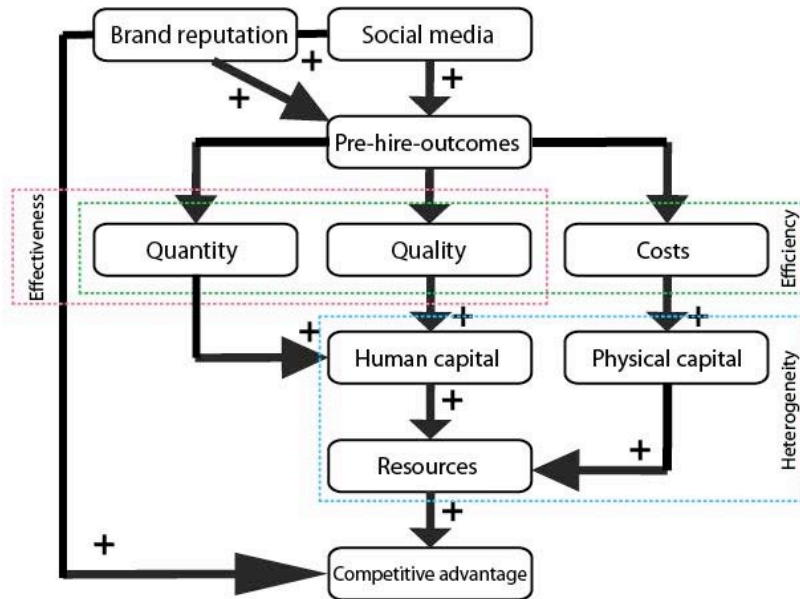 Brand reputation
Social media
+
+
+
Pre-hire-outcomes
Effectiveness
Quantity
Quality
Costs
Efficiency
+
+
+
Human capital
Physical capital
Heterogeneity
+
+
Resources
+
+
Competitive advantage